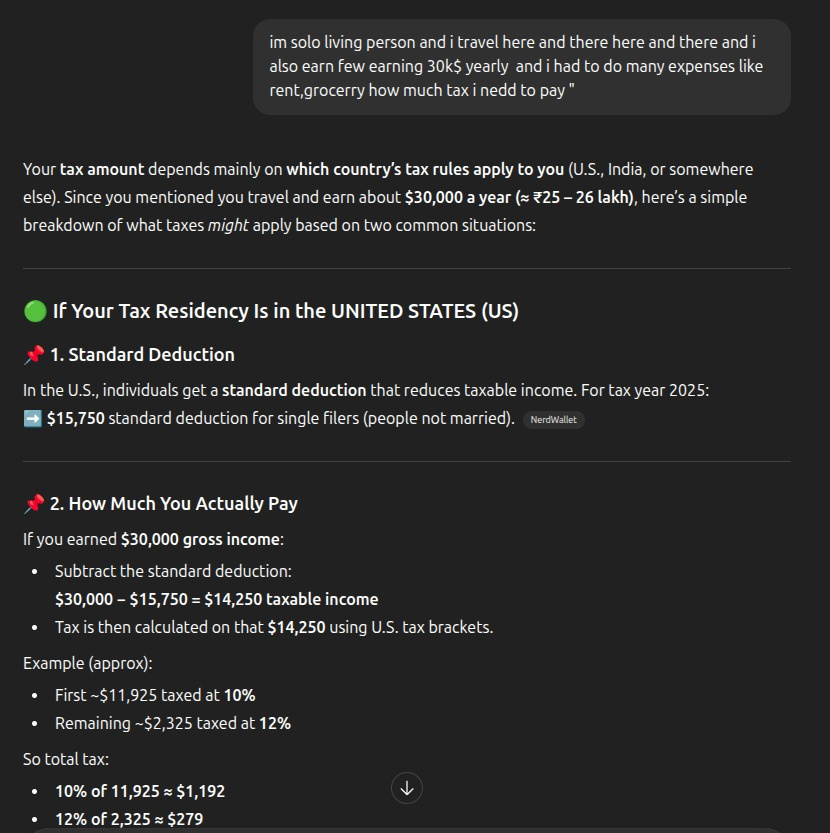 im solo living person and i travel here and there here and there and i
also earn few earning 30k$ yearly  and i had to do many expenses like
rent,grocerry how much tax i nedd to pay "
Your tax amount depends mainly on which country's tax rules apply to you (U.S., India, or somewhere
else). Since you mentioned you travel and earn about $30,000 a year (≈ ₹25 – 26 lakh), here's a simple
breakdown of what taxes might apply based on two common situations:
🟢 If Your Tax Residency Is in the UNITED STATES (US)
📌 1. Standard Deduction
In the U.S., individuals get a standard deduction that reduces taxable income. For tax year 2025:
➡️ $15,750 standard deduction for single filers (people not married). NerdWallet
📌 2. How Much You Actually Pay
If you earned $30,000 gross income:
• Subtract the standard deduction:
$30,000 – $15,750 = $14,250 taxable income
• Tax is then calculated on that $14,250 using U.S. tax brackets.
Example (approx):
• First ~$11,925 taxed at 10%
• Remaining ~$2,325 taxed at 12%
So total tax:
• 10% of 11,925 ≈ $1,192
• 12% of 2,325 ≈ $279